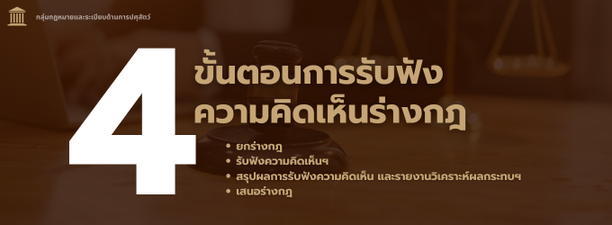 กลุ่มกฎหมายและระเบียบด้านการปศุสัตว์
4
ขั้นตอนการรับฟัง
ความคิดเห็นร่างกฎ
• ยกร่างกฎ
• รับฟังความคิดเห็นฯ
• สรุปผลการรับฟังความคิดเห็น และรายงานวิเคราะห์ผลกระทบฯ
• เสนอร่างกฎ